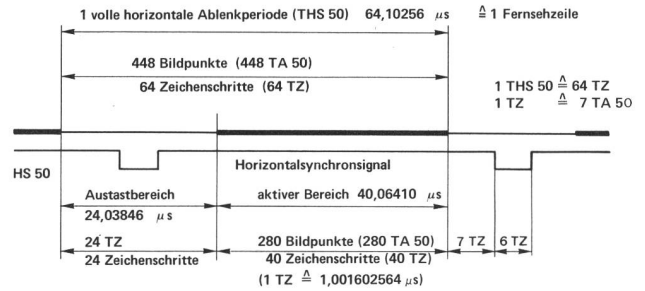 1 volle horizontale Ablenkperiode (THS 50) 64,10256 μs ≙ 1 Fernsehzeile
448 Bildpunkte (448 TA 50)
64 Zeichenschritte (64 TZ)
1 THS 50 ≙ 64 TZ
1 TZ ≙ 7 TA 50
HS 50
Horizontalsynchronsignal
Austastbereich
24,03846 μs
aktiver Bereich 40,06410 μs
24 TZ
24 Zeichenschritte
280 Bildpunkte (280 TA 50)
40 Zeichenschritte (40 TZ)
(1 TZ ≙ 1,001602564 μs)
7 TZ
6 TZ